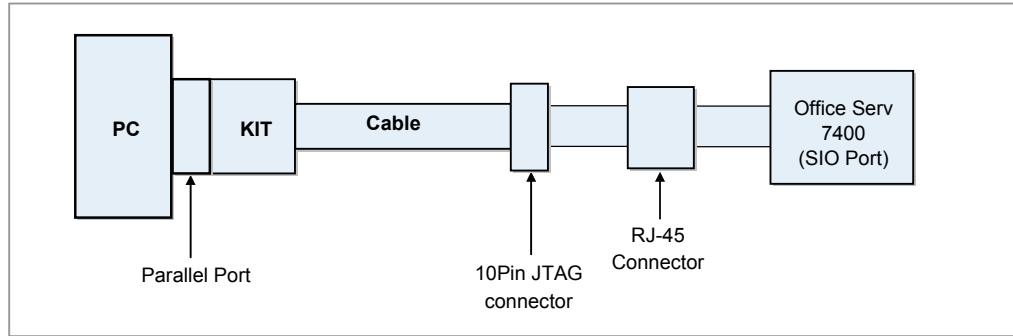 PC
KIT
Cable
Office Serv
7400
(SIO Port)
Parallel Port
10Pin JTAG
connector
RJ-45
Connector